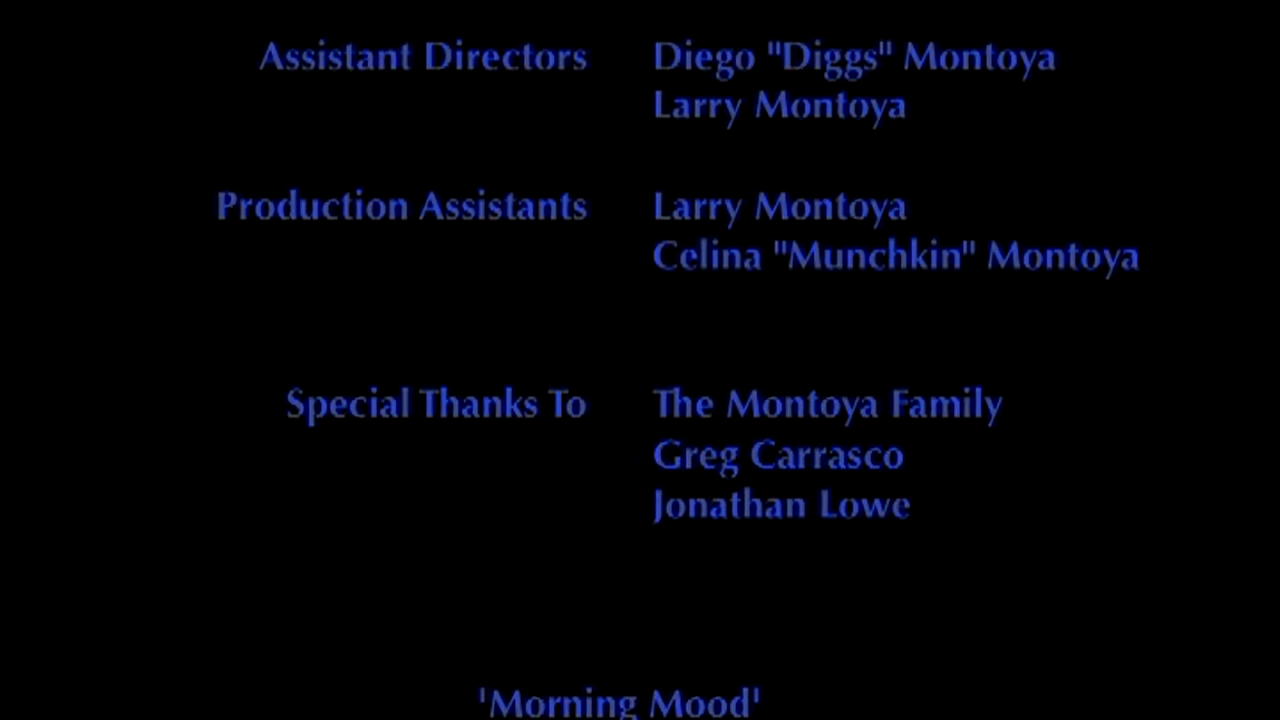 Assistant Directors Diego "Diggs" Montoya
Larry Montoya
Production Assistants Larry Montoya
Celina "Munchkin" Montoya
Special Thanks To The Montoya Family
Greg Carrasco
Jonathan Lowe
'Morning Mood'